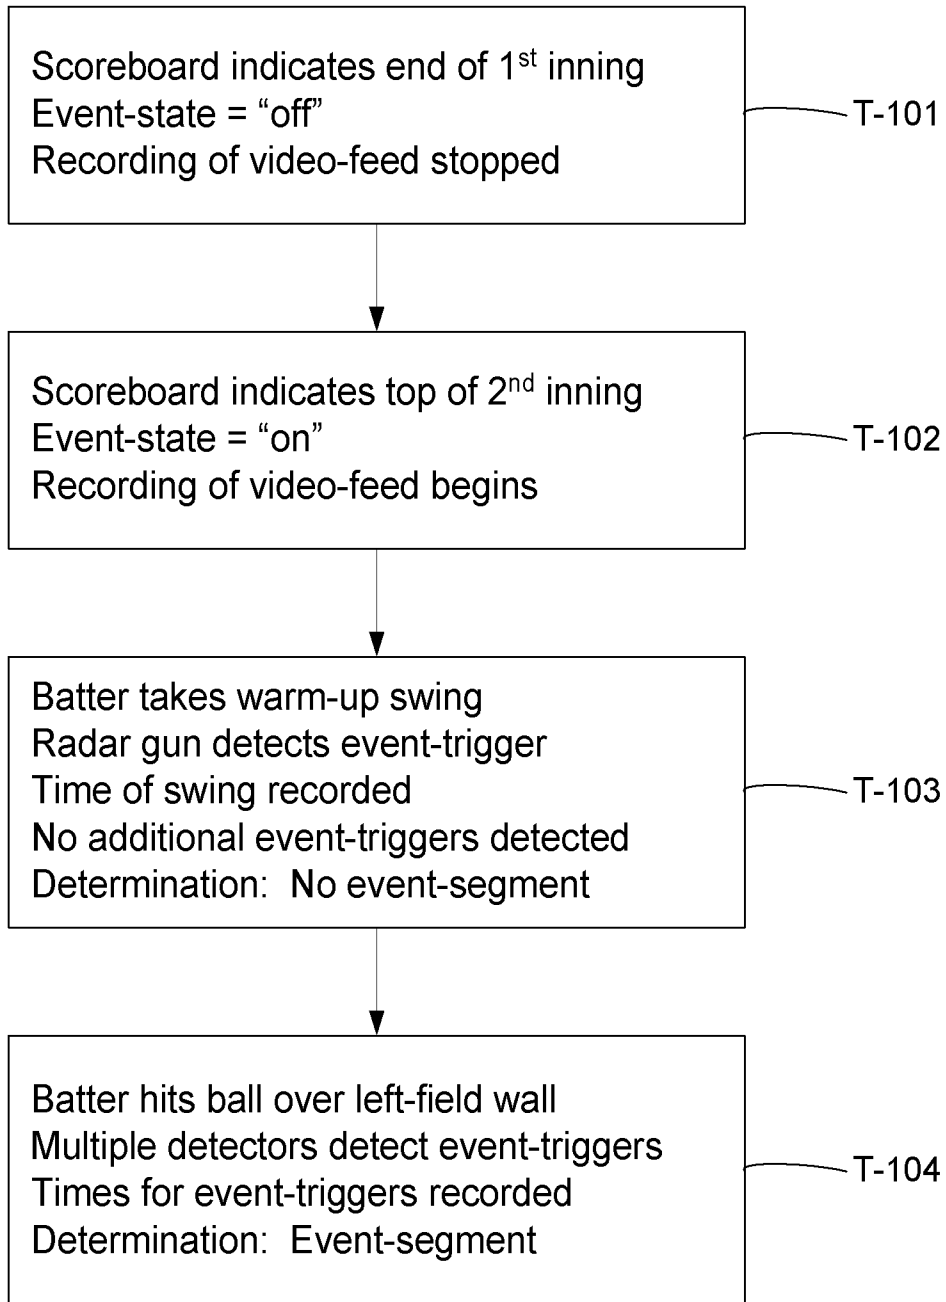 Scoreboard indicates end of 1st inning
Event-state = “off”
Recording of video-feed stopped
T-101
Scoreboard indicates top of 2nd inning
Event-state = “on”
Recording of video-feed begins
T-102
Batter takes warm-up swing
Radar gun detects event-trigger
Time of swing recorded
No additional event-triggers detected
Determination: No event-segment
T-103
Batter hits ball over left-field wall
Multiple detectors detect event-triggers
Times for event-triggers recorded
Determination: Event-segment
T-104